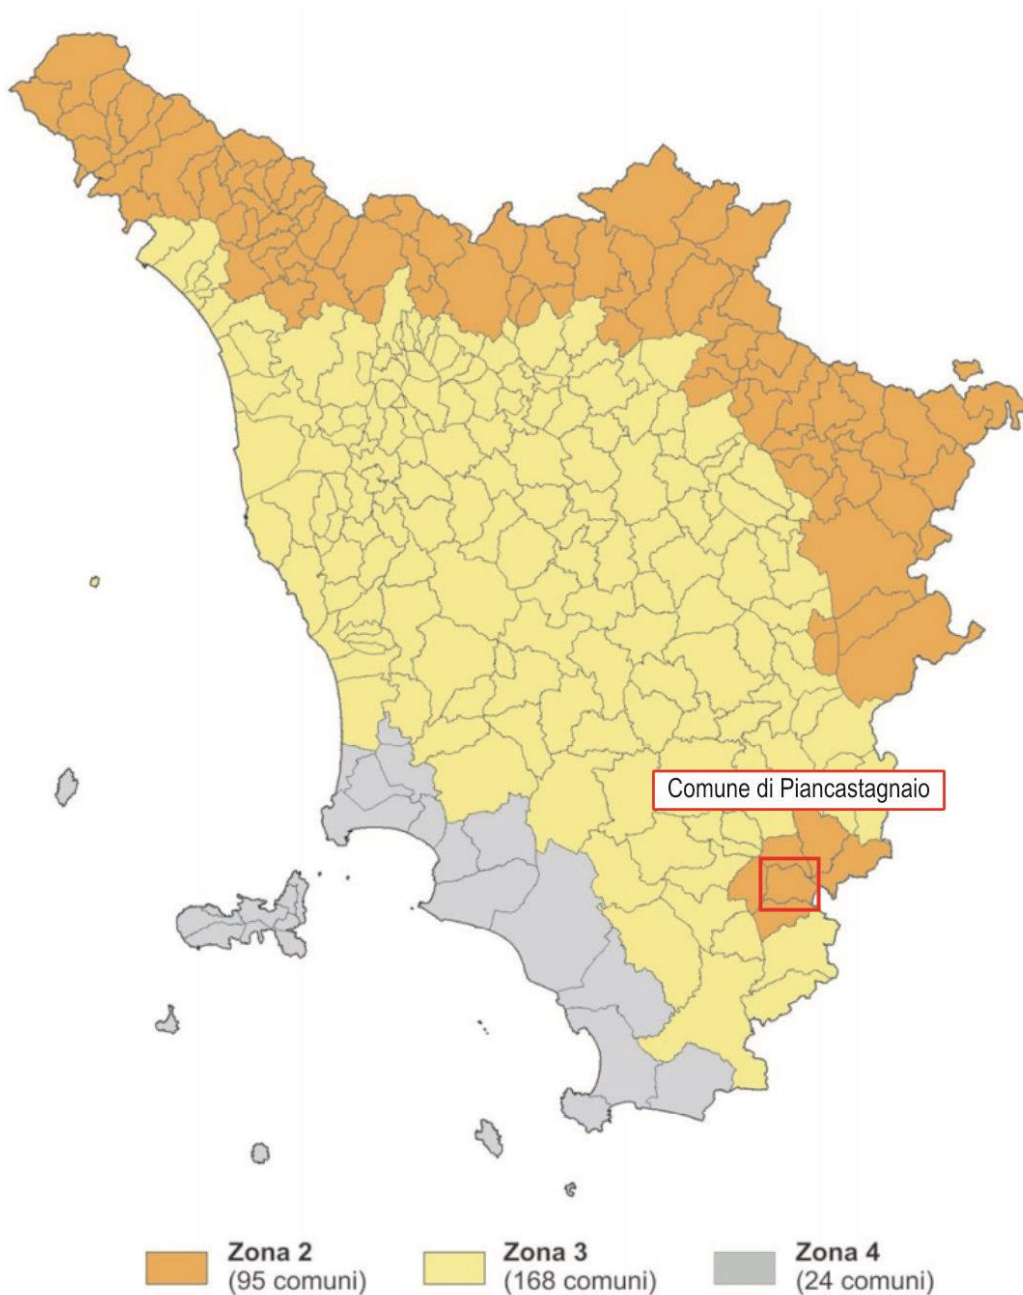 Comune di Piancastagnaio
Zona 2
(95 comuni)
Zona 3
(168 comuni)
Zona 4
(24 comuni)